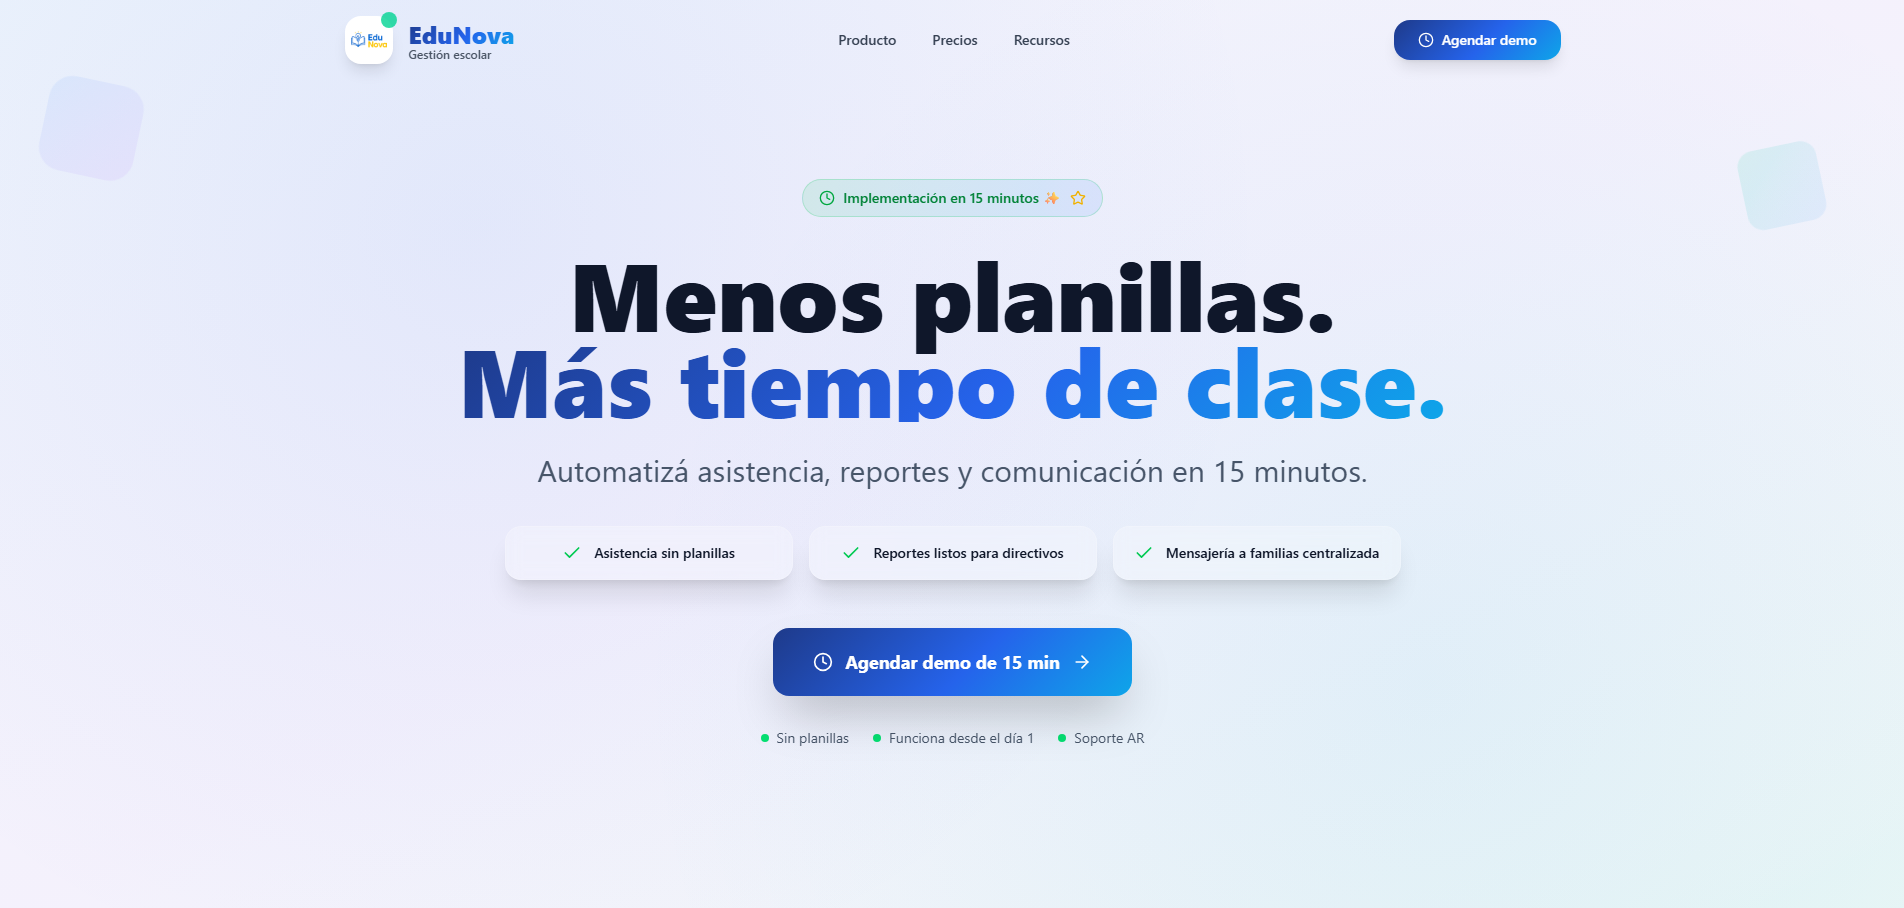 Edu
Nova
EduNova
Gestión escolar
Producto
Precios
Recursos
Agendar demo
Implementación en 15 minutos ✨
Menos planillas.
Más tiempo de clase.
Automatizá asistencia, reportes y comunicación en 15 minutos.
Asistencia sin planillas
Reportes listos para directivos
Mensajería a familias centralizada
Agendar demo de 15 min →
Sin planillas
Funciona desde el día 1
Soporte AR